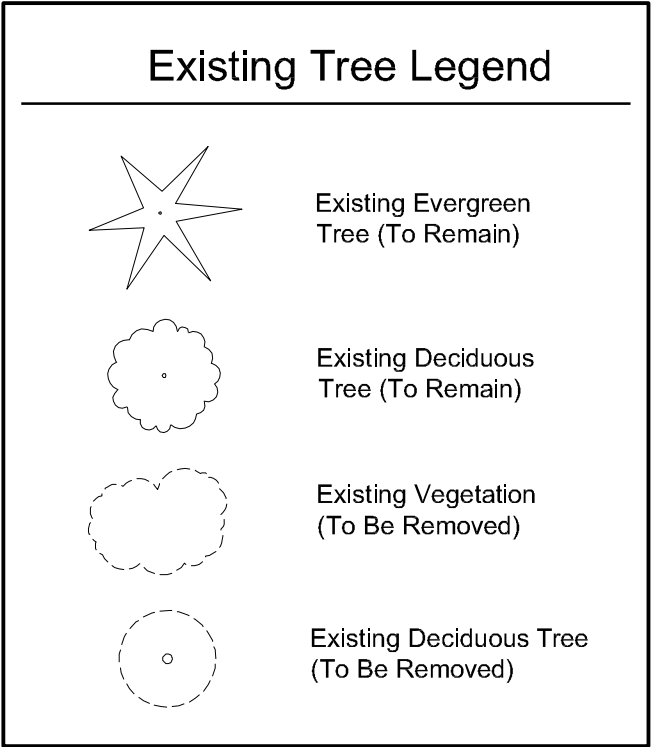 Existing Tree Legend
Existing Evergreen
Tree (To Remain)
Existing Deciduous
Tree (To Remain)
Existing Vegetation
(To Be Removed)
Existing Deciduous Tree
(To Be Removed)